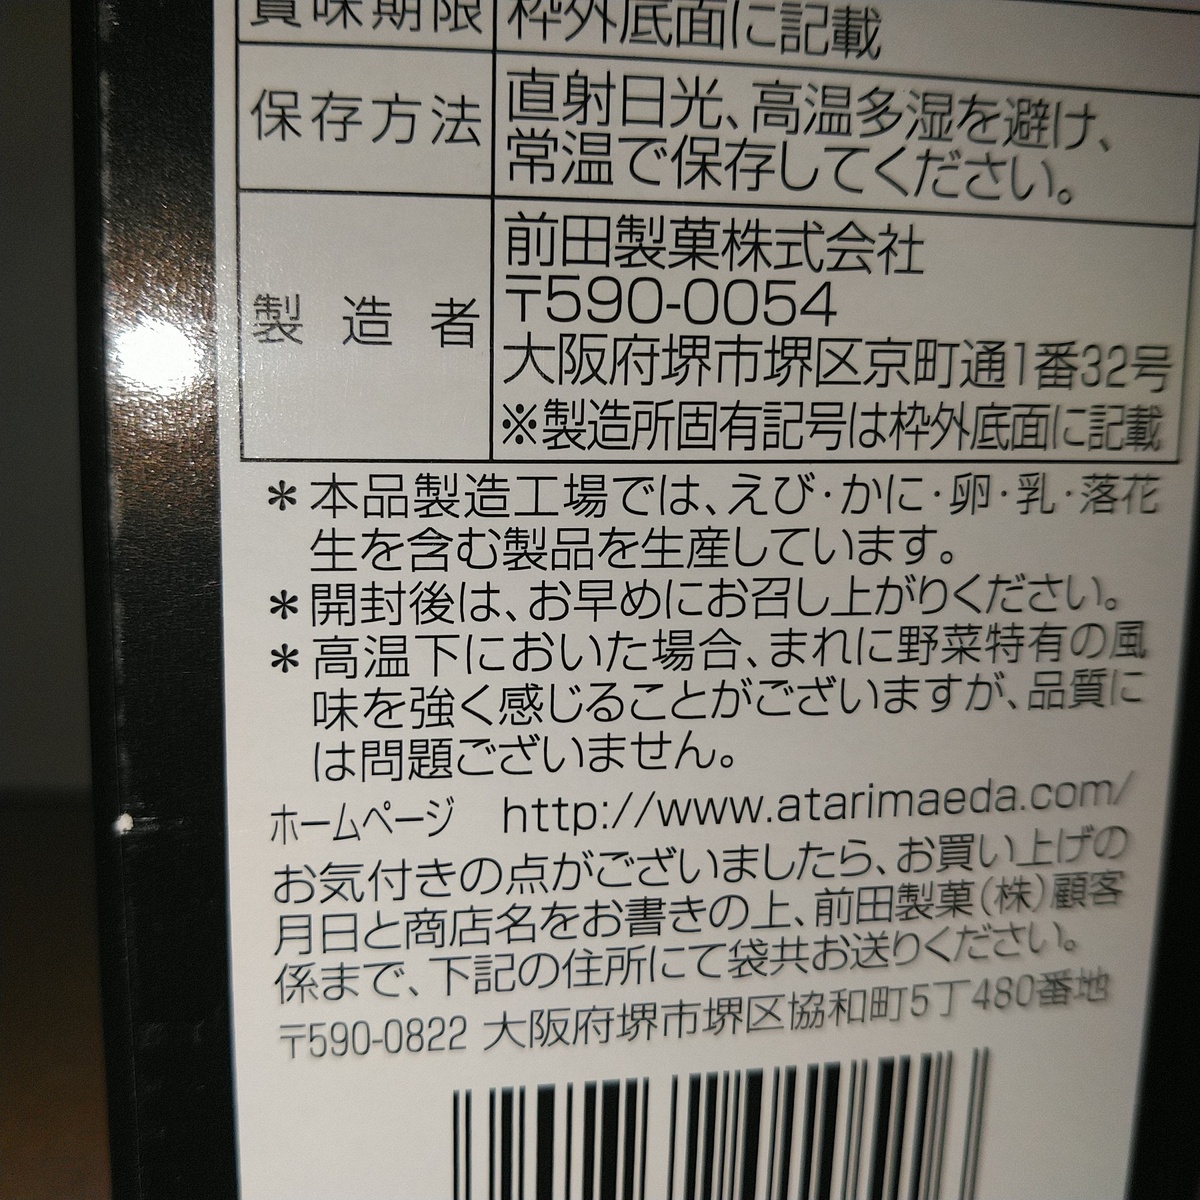 賞味期限 枠外底面に記載
保存方法 直射日光、高温多湿を避け、
常温で保存してください。
製造者 前田製菓株式会社
〒590-0054
大阪府堺市堺区京町通1番32号
※製造所固有記号は枠外底面に記載
＊本品製造工場では、えび・かに・卵・乳・落花
生を含む製品を生産しています。
＊開封後は、お早めにお召し上がりください。
＊高温下においた場合、まれに野菜特有の風
味を強く感じることがございますが、品質に
は問題ございません。
ホームページ http://www.atarimaeda.com/
お気付きの点がございましたら、お買い上げの
月日と商店名をお書きの上、前田製菓(株)顧客
係まで、下記の住所にて袋共お送りください。
〒590-0822 大阪府堺市堺区協和町5丁480番地